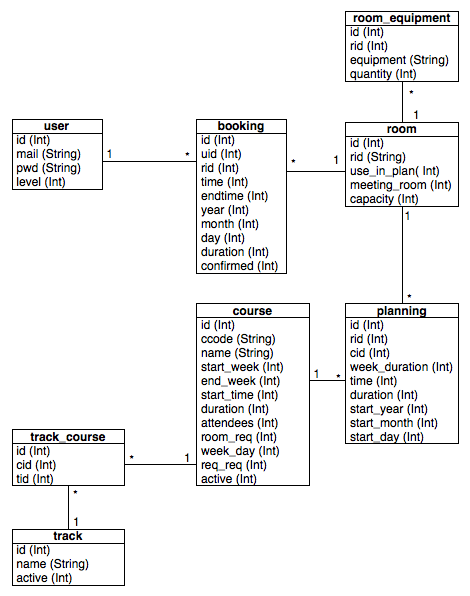 room_equipment
id (Int)
rid (Int)
equipment (String)
quantity (Int)
*
1
user
id (Int)
mail (String)
pwd (String)
level (Int)
1
*
booking
id (Int)
uid (Int)
rid (Int)
time (Int)
endtime (Int)
year (Int)
month (Int)
day (Int)
duration (Int)
confirmed (Int)
*
1
room
id (Int)
rid (String)
use_in_plan( Int)
meeting_room (Int)
capacity (Int)
1
*
course
id (Int)
ccode (String)
name (String)
start_week (Int)
end_week (Int)
start_time (Int)
duration (Int)
attendees (Int)
room_req (Int)
week_day (Int)
req_req (Int)
active (Int)
1
*
planning
id (Int)
rid (Int)
cid (Int)
week_duration (Int)
time (Int)
duration (Int)
start_year (Int)
start_month (Int)
start_day (Int)
track_course
id (Int)
cid (Int)
tid (Int)
*
1
*
1
track
id (Int)
name (String)
active (Int)